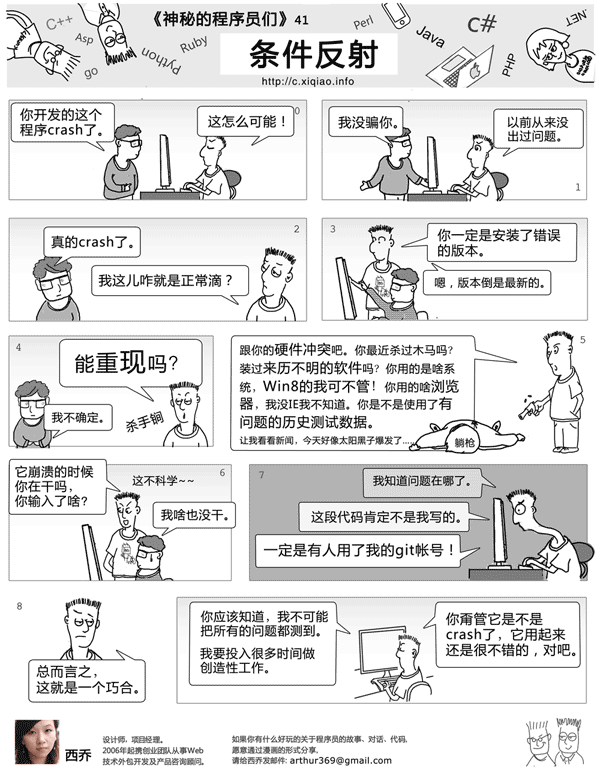 《神秘的程序员们》41
条件反射
http://c.xiqiao.info
C++
Asp
go
Python
Ruby
Perl
Java
C#
PHP
.NET
0
你开发的这个
程序crash了。
这怎么可能！
1
我没骗你。
以前从来没
出过问题。
2
真的crash了。
我这儿咋就是正常滴？
3
你一定是安装了错误
的版本。
嗯，版本倒是最新的。
4
能重现吗？
我不确定。
杀手锏
5
跟你的硬件冲突吧。你最近杀过木马吗？
装过来历不明的软件吗？你用的是啥系
统，Win8的我可不管！你用的啥浏览
器，我没IE我不知道。你是不是使用了有
问题的历史测试数据。
让我看看新闻，今天好像太阳黑子爆发了....
躺枪
6
它崩溃的时候
你在干吗，
你输入了啥？
这不科学~~
我啥也没干。
7
我知道问题在哪了。
这段代码肯定不是我写的。
一定是有人用了我的git帐号！
8
总而言之，
这就是一个巧合。
你应该知道，我不可能
把所有的问题都测到。
我要投入很多时间做
创造性工作。
你甭管它是不是
crash了，它用起来
还是很不错的，对吧。
西乔
设计师、项目经理。
2006年起携创业团队从事Web
技术外包开发及产品咨询顾问。
如果你有什么好玩的关于程序员的故事、对话、代码，
愿意通过漫画的形式分享，
请给西乔发邮件: arthur369@gmail.com